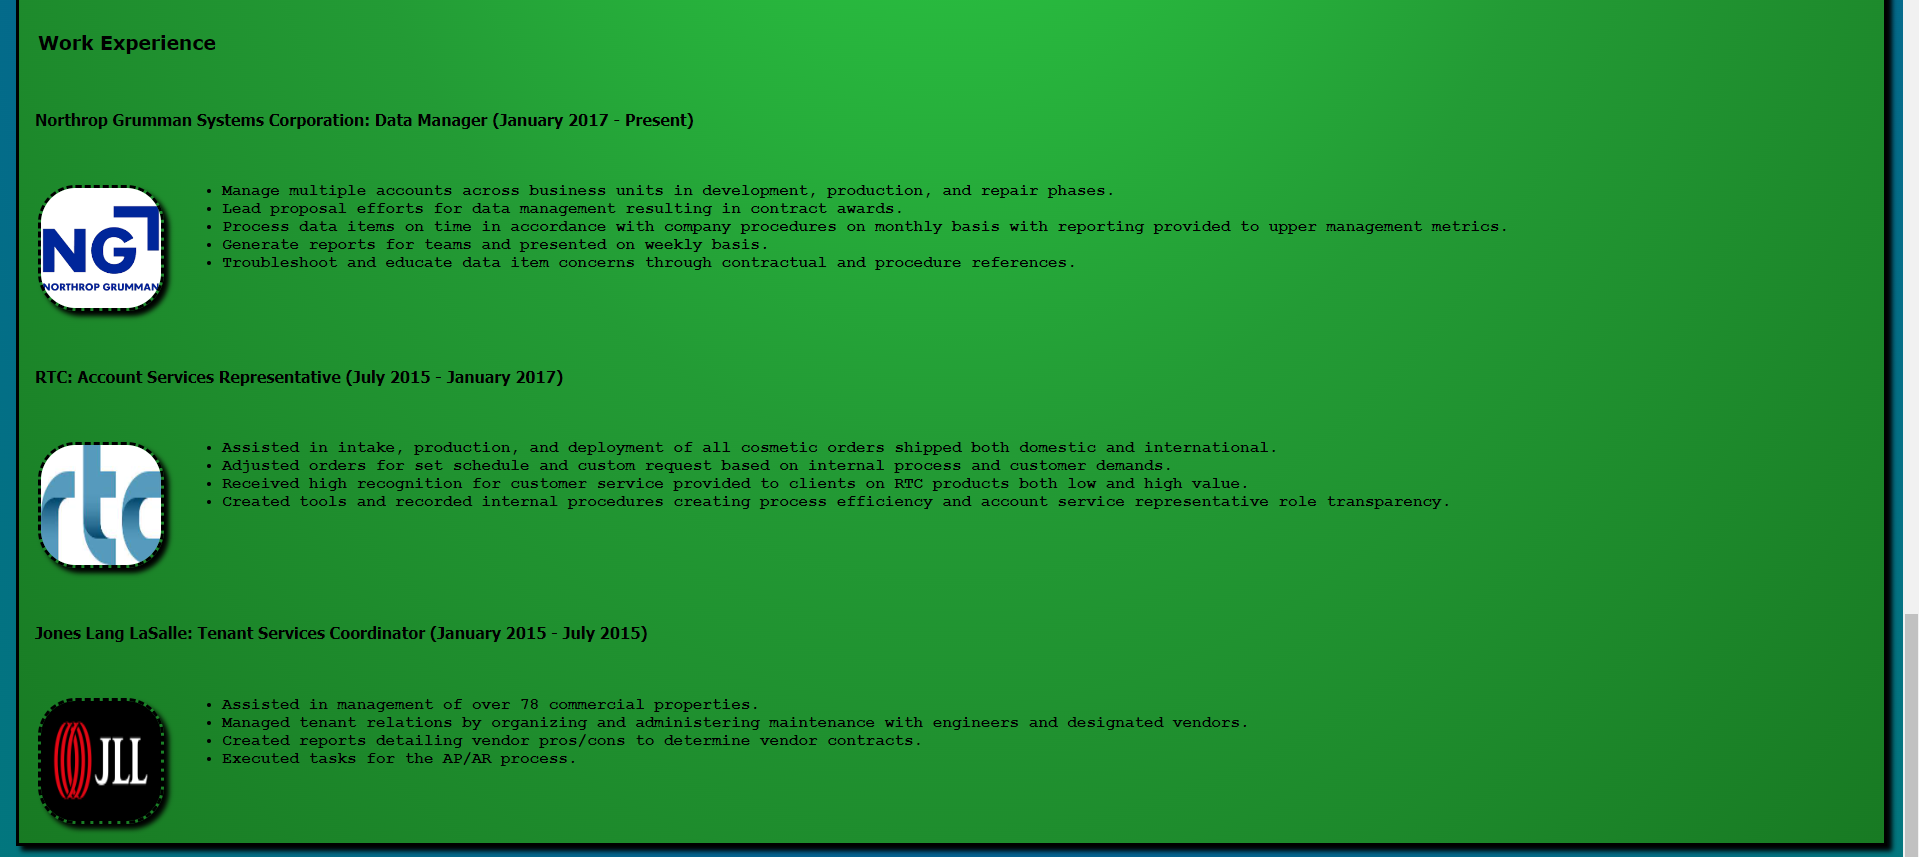 Work Experience
Northrop Grumman Systems Corporation: Data Manager (January 2017 - Present)
NG
NORTHROP GRUMMAN
• Manage multiple accounts across business units in development, production, and repair phases.
• Lead proposal efforts for data management resulting in contract awards.
• Process data items on time in accordance with company procedures on monthly basis with reporting provided to upper management metrics.
• Generate reports for teams and presented on weekly basis.
• Troubleshoot and educate data item concerns through contractual and procedure references.
RTC: Account Services Representative (July 2015 - January 2017)
rtc
• Assisted in intake, production, and deployment of all cosmetic orders shipped both domestic and international.
• Adjusted orders for set schedule and custom request based on internal process and customer demands.
• Received high recognition for customer service provided to clients on RTC products both low and high value.
• Created tools and recorded internal procedures creating process efficiency and account service representative role transparency.
Jones Lang LaSalle: Tenant Services Coordinator (January 2015 - July 2015)
JLL
• Assisted in management of over 78 commercial properties.
• Managed tenant relations by organizing and administering maintenance with engineers and designated vendors.
• Created reports detailing vendor pros/cons to determine vendor contracts.
• Executed tasks for the AP/AR process.